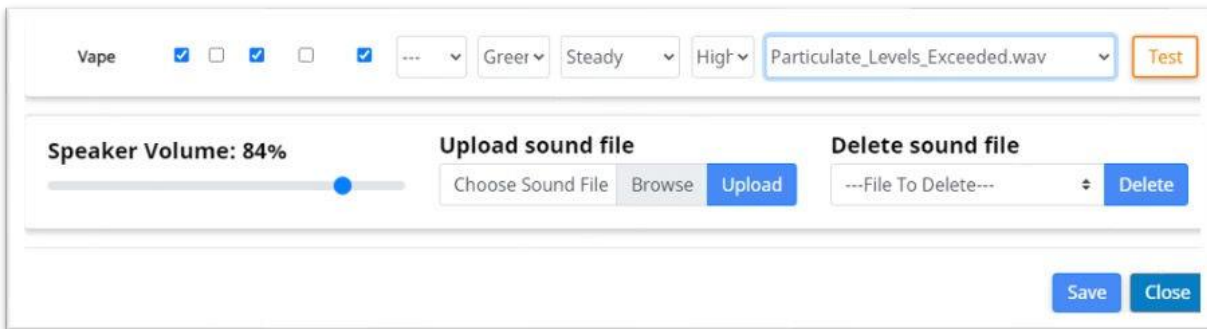 Vape --- Greer Steady High Particulate_Levels_Exceeded.wav Test
Speaker Volume: 84% Upload sound file Delete sound file
Choose Sound File Browse Upload ---File To Delete--- Delete
Save Close